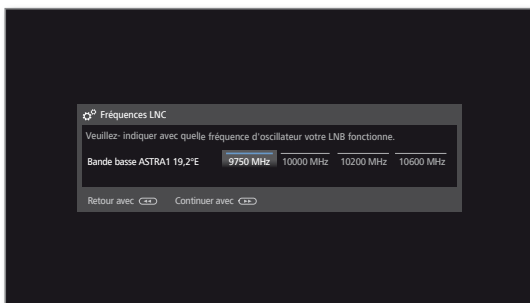 Fréquences LNC
Veuillez- indiquer avec quelle fréquence d'oscillateur votre LNB fonctionne.
Bande basse ASTRA1 19,2°E 9750 MHz 10000 MHz 10200 MHz 10600 MHz
Retour avec Continuer avec